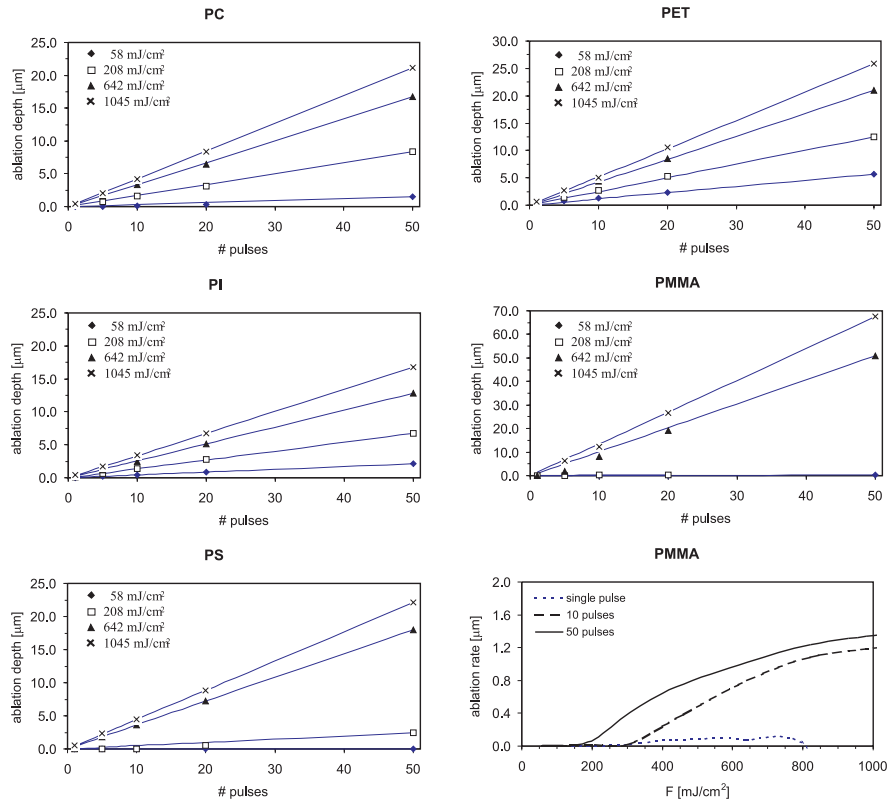 PC
25.0
20.0
15.0
10.0
5.0
0.0
ablation depth [µm]
58 mJ/cm²
208 mJ/cm²
642 mJ/cm²
1045 mJ/cm²
0 10 20 30 40 50
# pulses
PET
35.0
30.0
25.0
20.0
15.0
10.0
5.0
0.0
ablation depth [µm]
58 mJ/cm²
208 mJ/cm²
642 mJ/cm²
1045 mJ/cm²
0 10 20 30 40 50
# pulses
PI
25.0
20.0
15.0
10.0
5.0
0.0
ablation depth [µm]
58 mJ/cm²
208 mJ/cm²
642 mJ/cm²
1045 mJ/cm²
0 10 20 30 40 50
# pulses
PMMA
70.0
60.0
50.0
40.0
30.0
20.0
10.0
0.0
ablation depth [µm]
58 mJ/cm²
208 mJ/cm²
642 mJ/cm²
1045 mJ/cm²
0 10 20 30 40 50
# pulses
PS
25.0
20.0
15.0
10.0
5.0
0.0
ablation depth [µm]
58 mJ/cm²
208 mJ/cm²
642 mJ/cm²
1045 mJ/cm²
0 10 20 30 40 50
# pulses
PMMA
2.0
1.6
1.2
0.8
0.4
0.0
ablation rate [µm]
single pulse
10 pulses
50 pulses
0 200 400 600 800 1000
F [mJ/cm²]